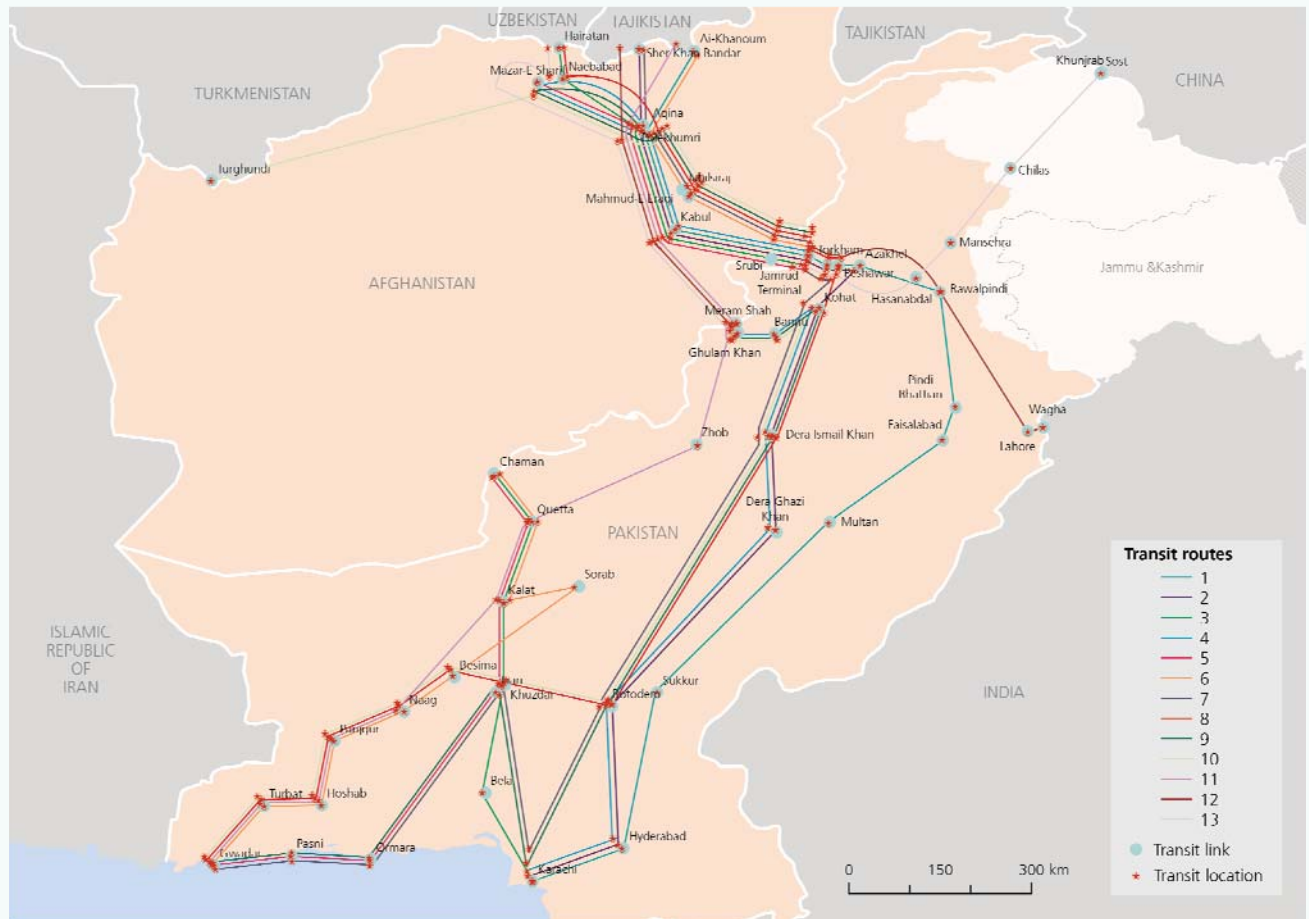 UZBEKISTAN
TAJIKISTAN
TAJIKISTAN
CHINA
TURKMENISTAN
Hairatan
Sher Khan Bandar
Ai-Khanoum
Mazar-E Sharif
Naebabad
Aqina
Khunjrab
Sost
Chilas
Mansehra
Jammu &Kashmir
Mahmud-E Eraqi
Kabul
AFGHANISTAN
Srubi
Torkham
Azakhel
Jamrud
Terminal
Peshawar
Hasanabdal
Rawalpindi
Meram Shah
Bannu
Kohat
Ghulam Khan
Pindi
Bhattian
Wagha
Faisalabad
Lahore
Zhob
Dera Ismail Khan
Chaman
Quetta
Dera Ghazi
Khan
Multan
PAKISTAN
Sorab
Kalat
ISLAMIC
REPUBLIC
OF
IRAN
Besima
Khuzdar
Naag
Sukkur
INDIA
Panjgur
Bela
Turbat
Hoshab
Hyderabad
Pasni
Ormara
Gwadar
Karachi
Transit routes
1
2
3
4
5
6
7
8
9
10
11
12
13
Transit link
Transit location
0 150 300 km